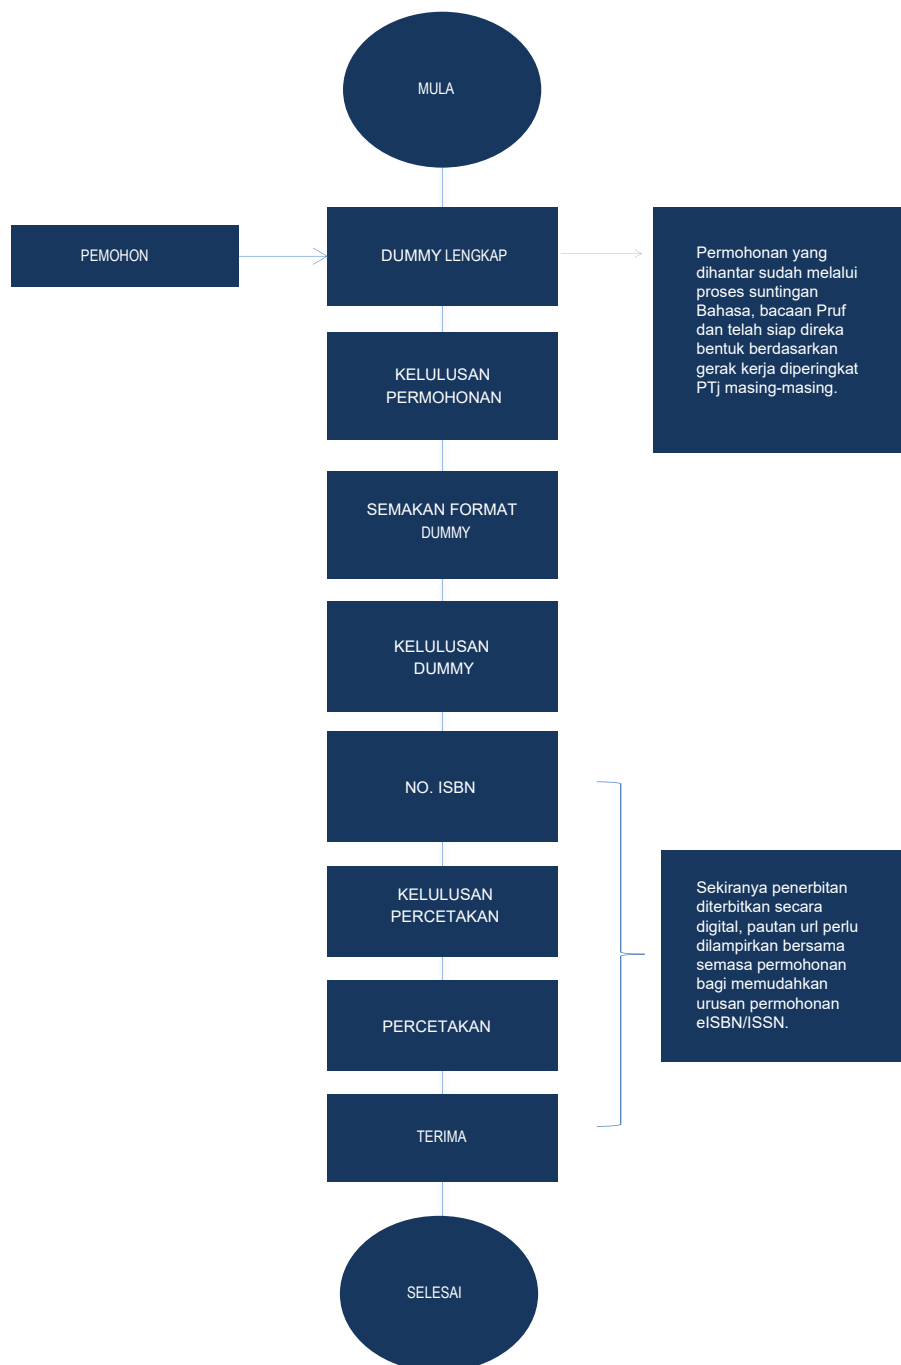 MULA
PEMOHON
DUMMY LENGKAP
Permohonan yang
dihantar sudah melalui
proses suntingan
Bahasa, bacaan Pruf
dan telah siap direka
bentuk berdasarkan
gerak kerja diperingkat
PTj masing-masing.
KELULUSAN
PERMOHONAN
SEMAKAN FORMAT
DUMMY
KELULUSAN
DUMMY
NO. ISBN
KELULUSAN
PERCETAKAN
Sekiranya penerbitan
diterbitkan secara
digital, pautan url perlu
dilampirkan bersama
semasa permohonan
bagi memudahkan
urusan permohonan
eISBN/ISSN.
PERCETAKAN
TERIMA
SELESAI